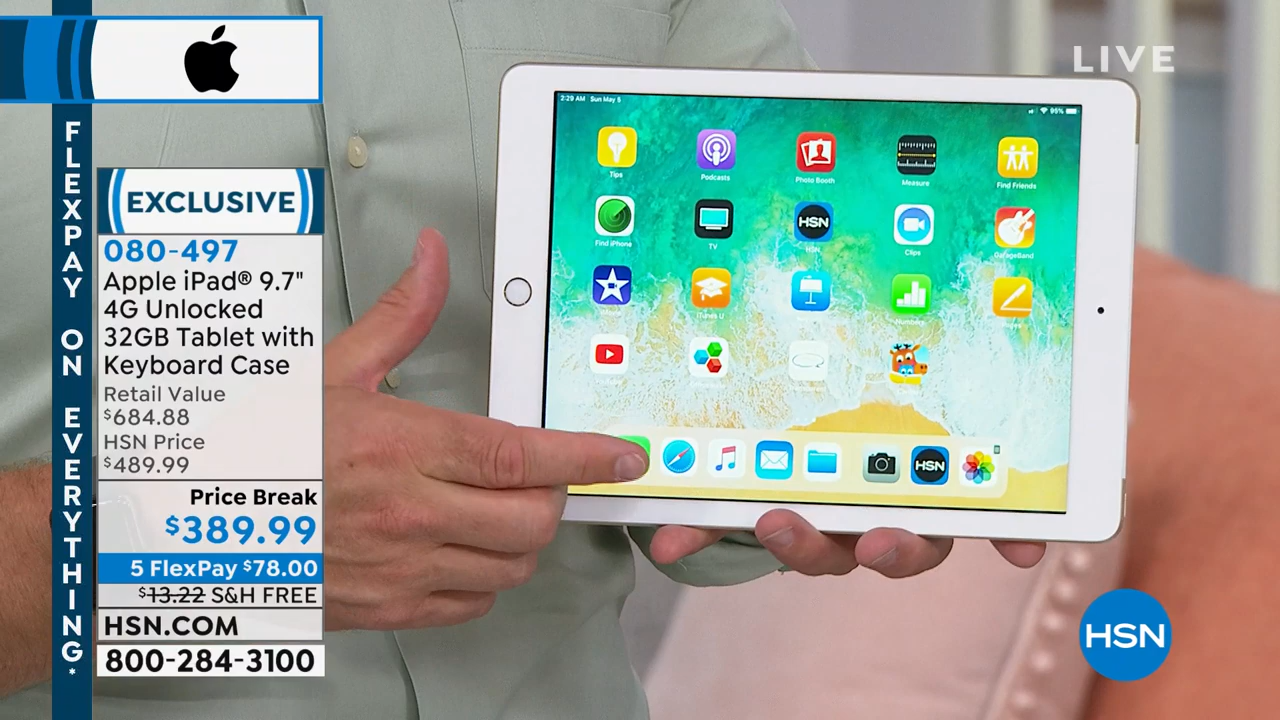 LIVE
FLEXPAY ON EVERYTHING*
EXCLUSIVE
080-497
Apple iPad® 9.7"
4G Unlocked
32GB Tablet with
Keyboard Case
Retail Value
$684.88
HSN Price
$489.99
Price Break
$389.99
5 FlexPay $78.00
$13.22 S&H FREE
HSN.COM
800-284-3100
2:29 AM Sun May 5
95%
Tips
Podcasts
Photo Booth
Measure
Find Friends
Find iPhone
TV
HSN
HSN
Clips
GarageBand
iTunes U
Numbers
HSN
HSN